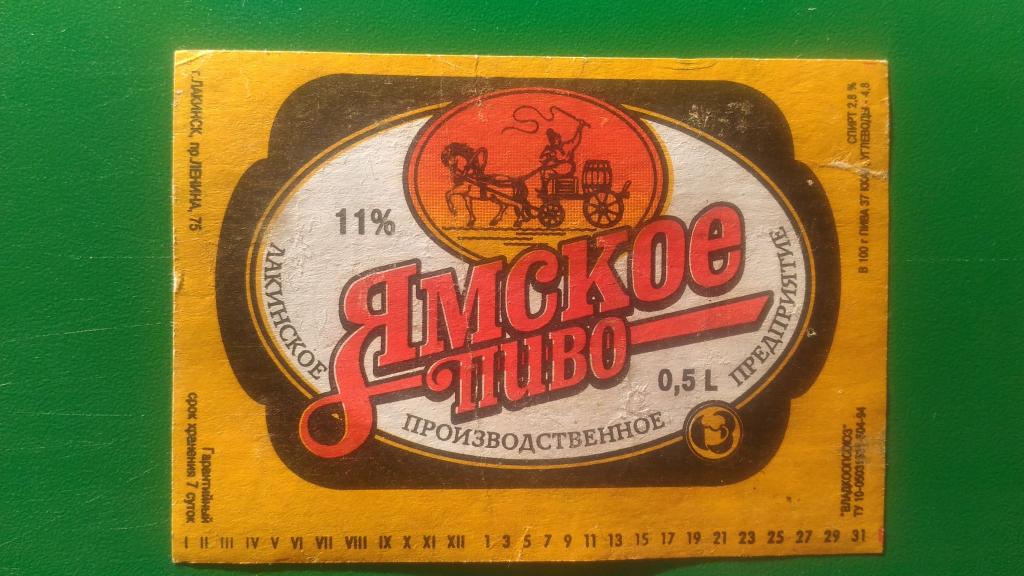 г. ЛАКИНСК, пр. ЛЕНИНА, 75
СПИРТ 2,8 %
В 100 г ПИВА 37 УГЛЕВОДЫ - 4,8
11%
ЯМСКОЕ
ПИВО
0,5 L
ЛАКИНСКОЕ ПРОИЗВОДСТВЕННОЕ ПРЕДПРИЯТИЕ
Гарантийный
срок хранения 7 суток
"ВЛАДКООПСОЮЗ"
I II III IV V VI VII VIII IX X XI XII 1 3 5 7 9 11 13 15 17 19 21 23 25 27 29 31